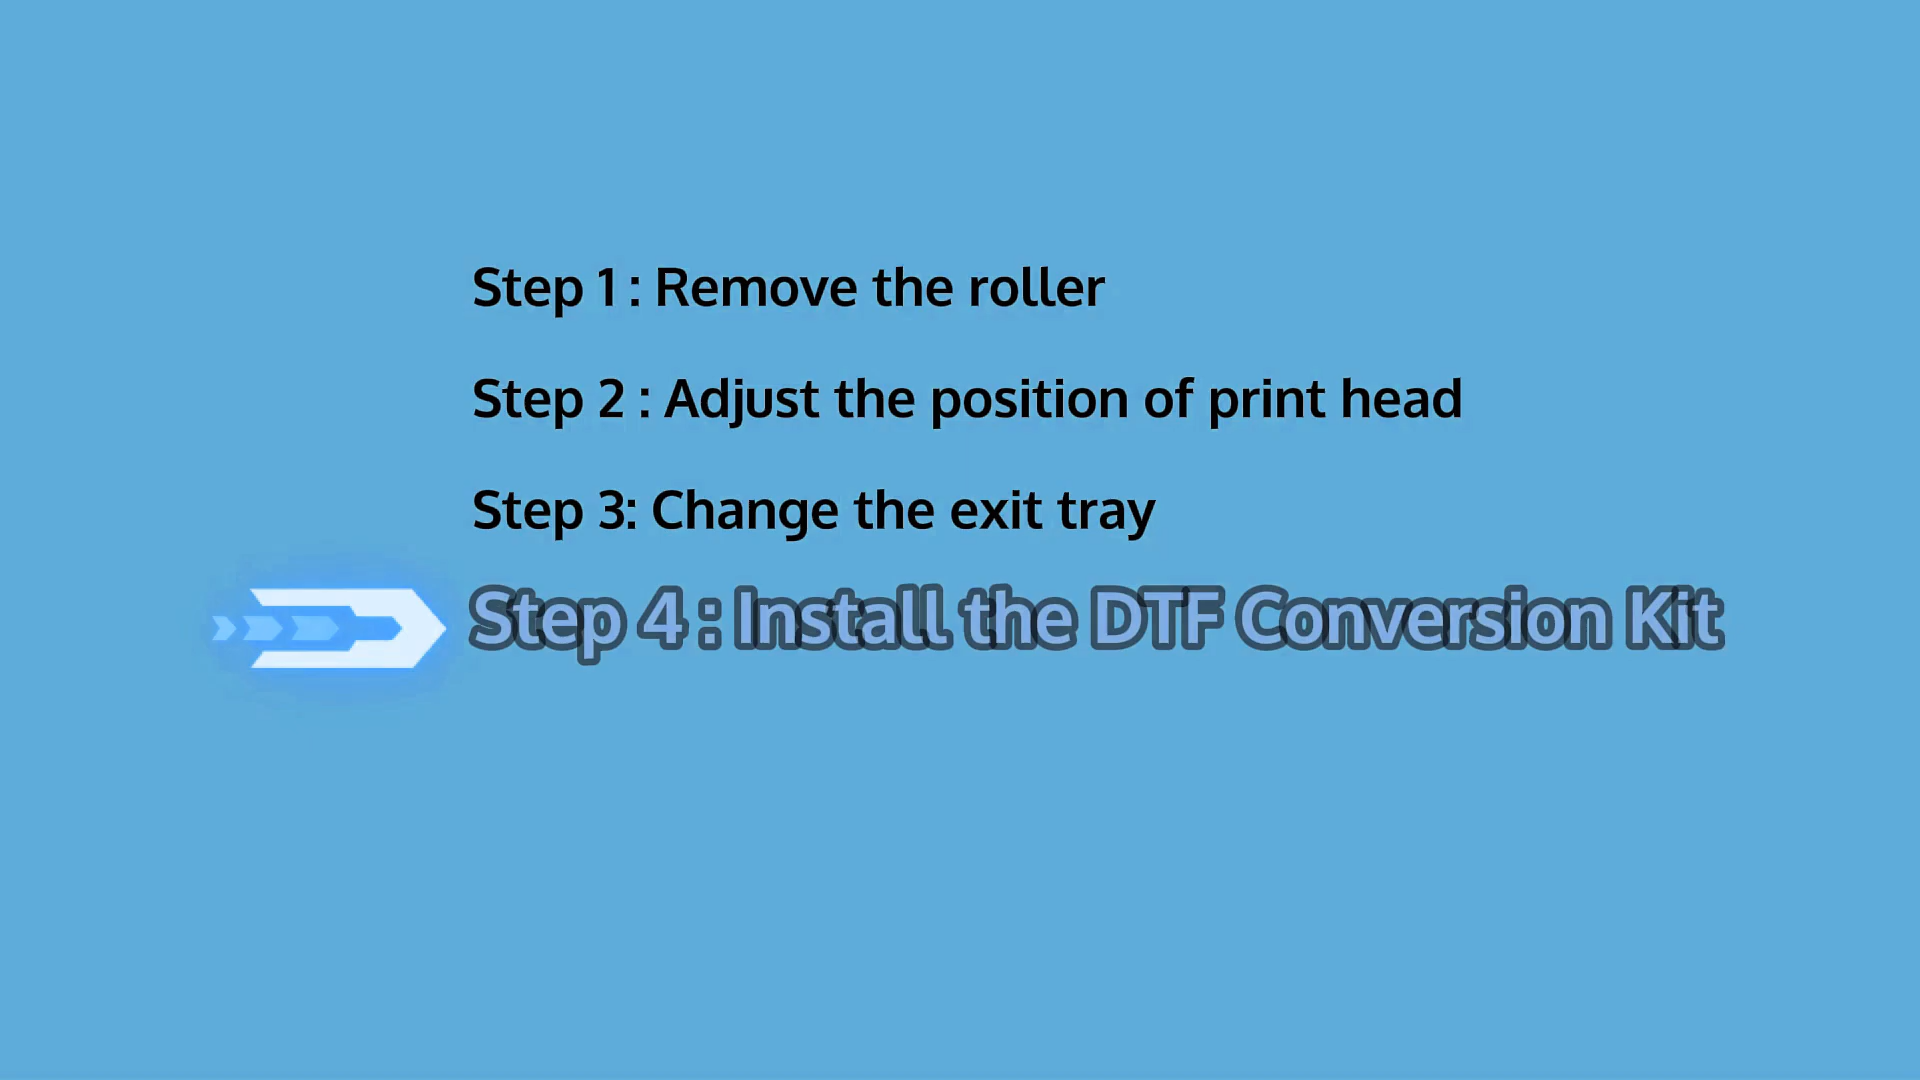 Step 1 : Remove the roller
Step 2 : Adjust the position of print head
Step 3: Change the exit tray
Step 4 : Install the DTF Conversion Kit